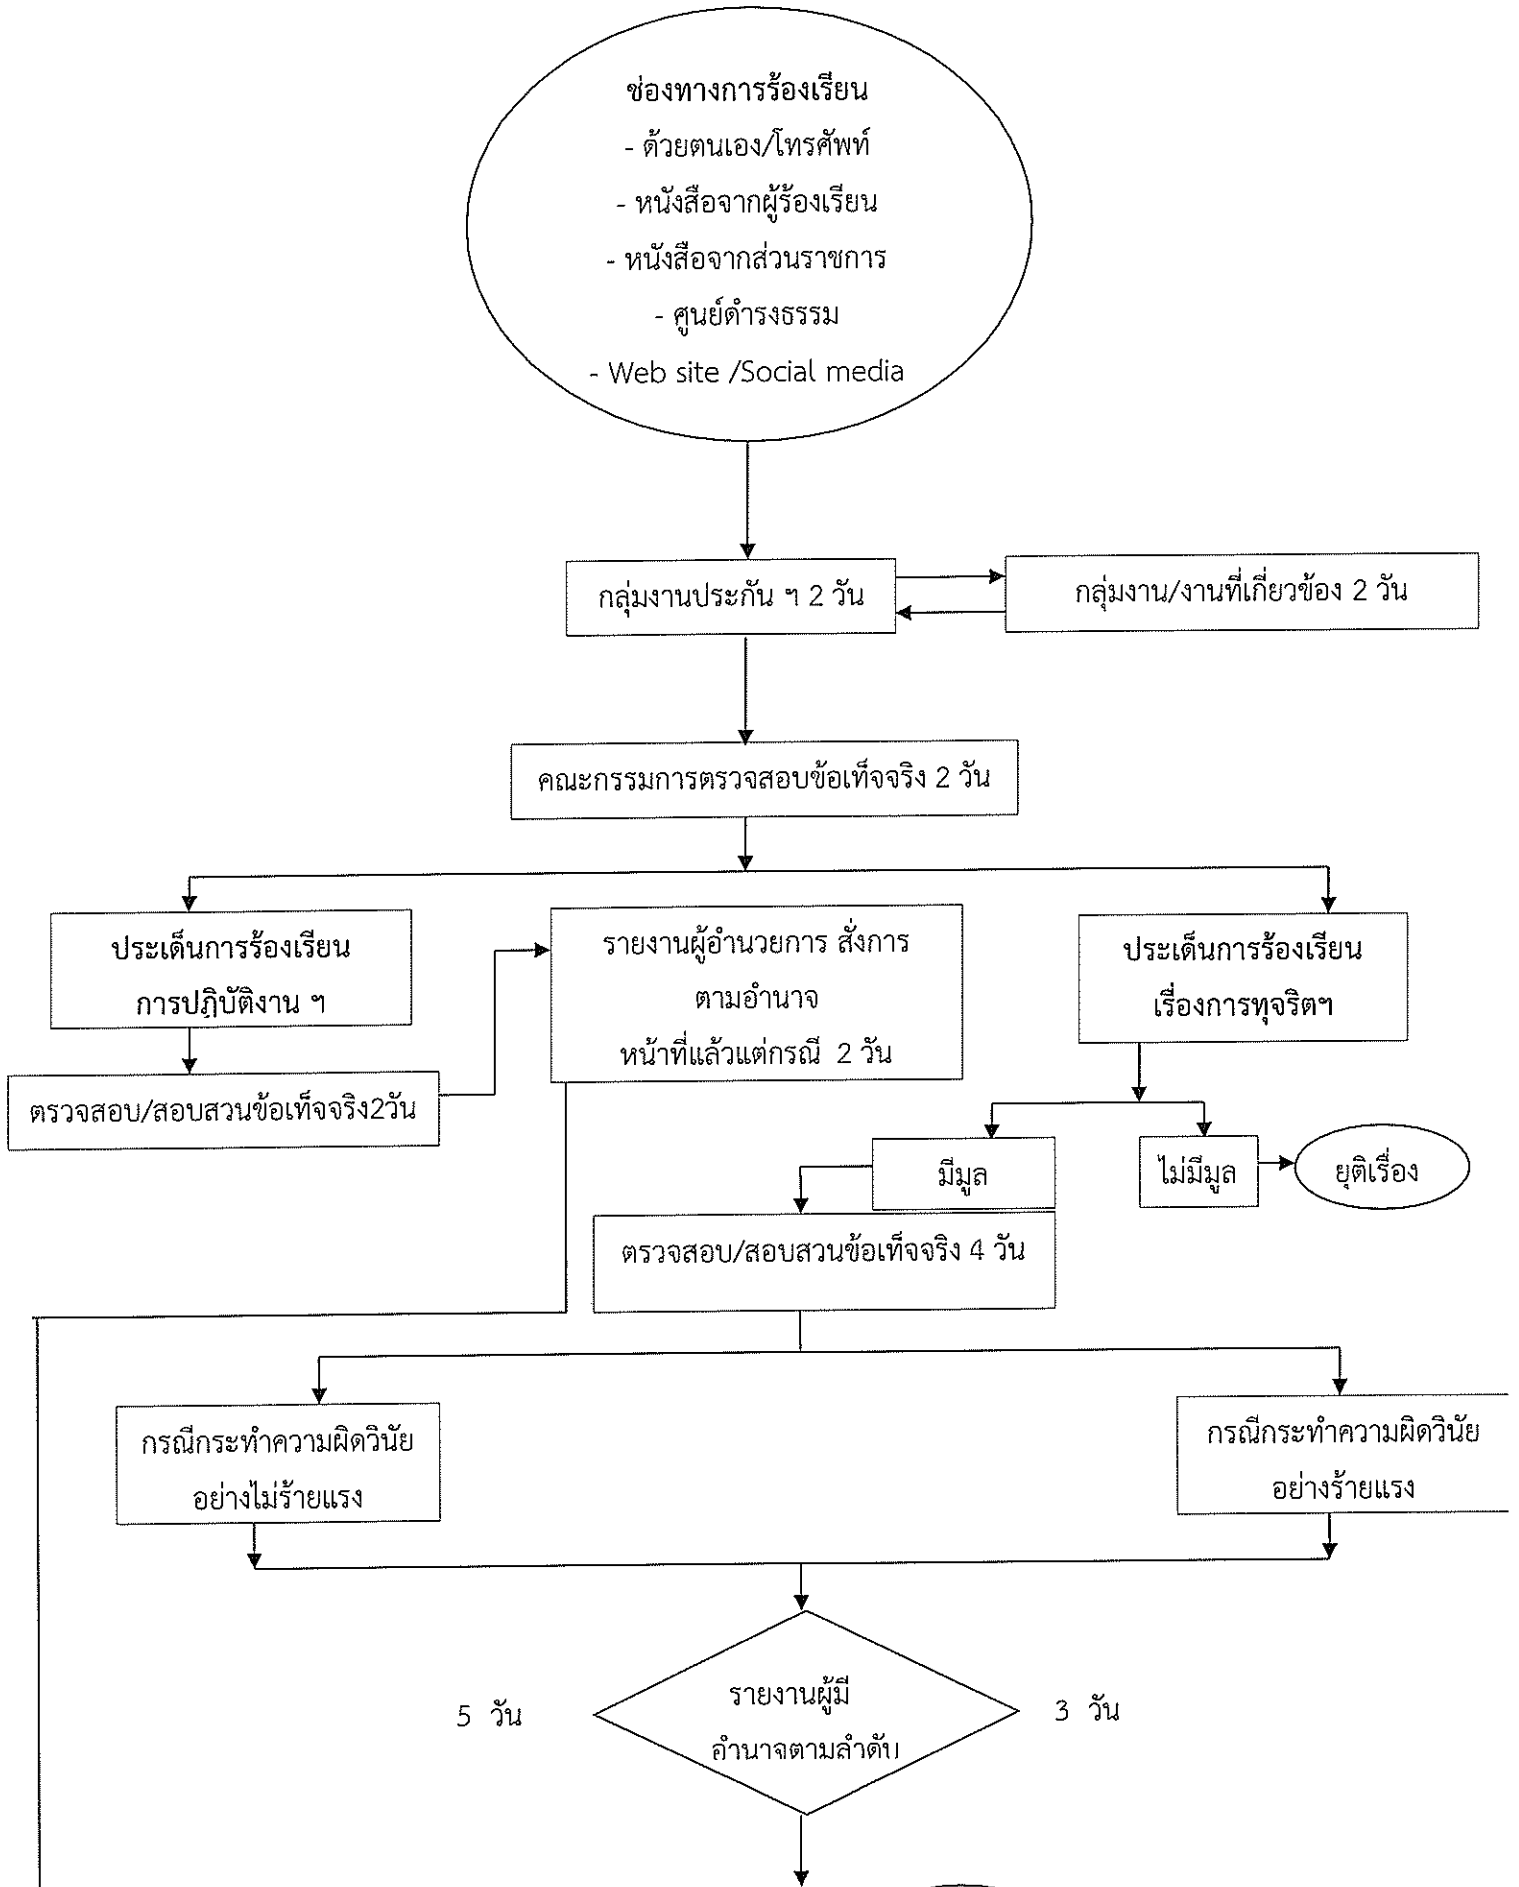 ช่องทางการร้องเรียน
- ด้วยตนเอง/โทรศัพท์
- หนังสือจากผู้ร้องเรียน
- หนังสือจากส่วนราชการ
- ศูนย์ดำรงธรรม
- Web site /Social media
กลุ่มงานประกัน ฯ 2 วัน
กลุ่มงาน/งานที่เกี่ยวข้อง 2 วัน
คณะกรรมการตรวจสอบข้อเท็จจริง 2 วัน
ประเด็นการร้องเรียน
การปฏิบัติงาน ฯ
รายงานผู้อำนวยการ สั่งการ
ตามอำนาจ
หน้าที่แล้วแต่กรณี 2 วัน
ประเด็นการร้องเรียน
เรื่องการทุจริตฯ
ตรวจสอบ/สอบสวนข้อเท็จจริง2วัน
มีมูล
ไม่มีมูล
ยุติเรื่อง
ตรวจสอบ/สอบสวนข้อเท็จจริง 4 วัน
กรณีกระทำความผิดวินัย
อย่างไม่ร้ายแรง
กรณีกระทำความผิดวินัย
อย่างร้ายแรง
5 วัน
รายงานผู้มี
อำนาจตามลำดับ
3 วัน